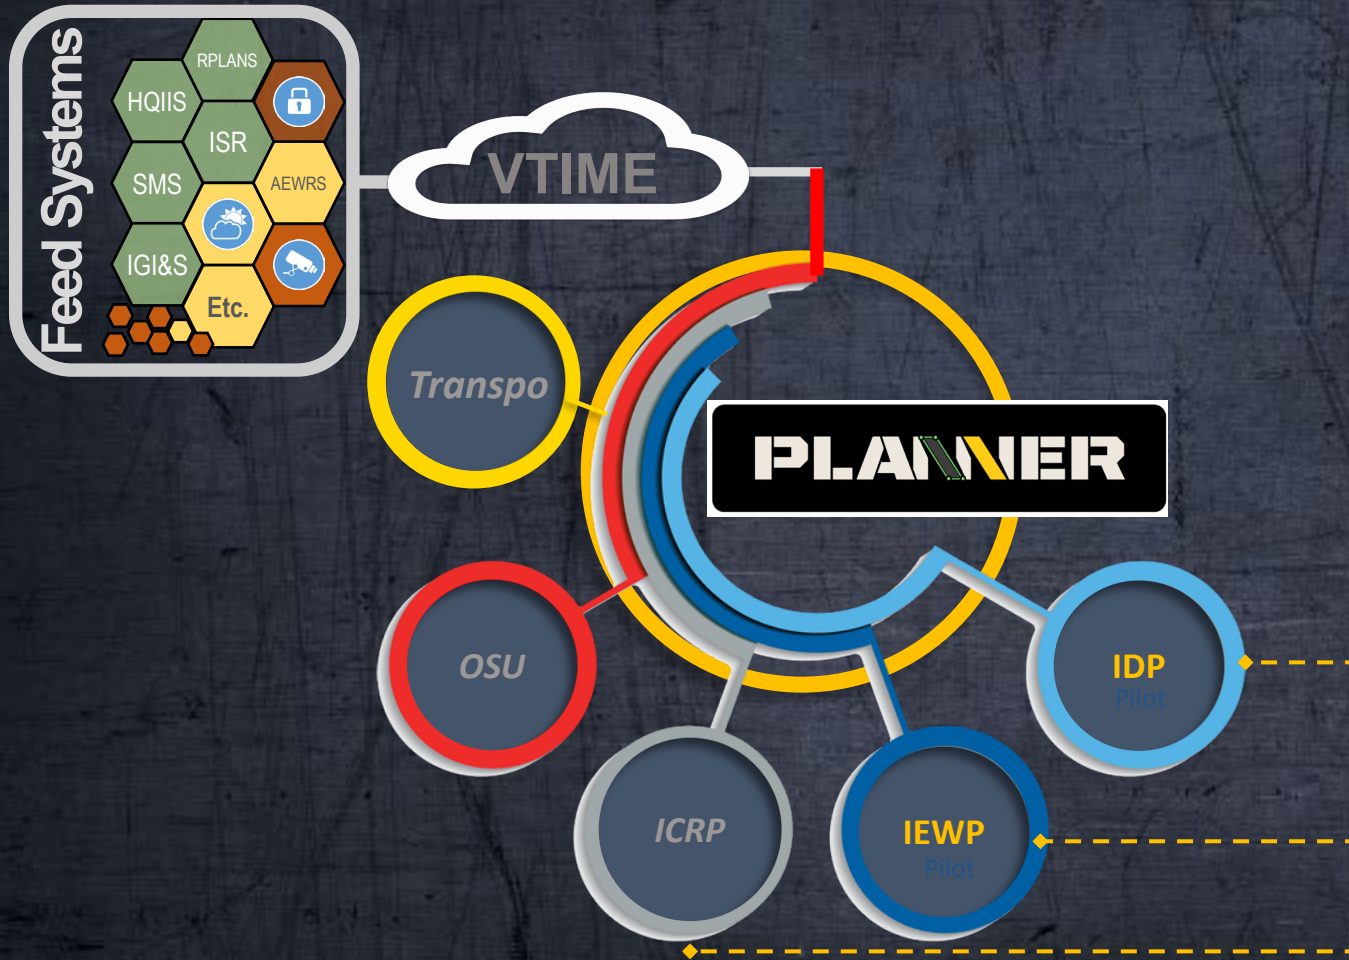 Feed Systems
RPLANS
HQIIS
ISR
SMS
AEWRS
IGI&S
Etc.
VTIME
Transpo
PLANNER
OSU
ICRP
IEWP
Pilot
IDP
Pilot